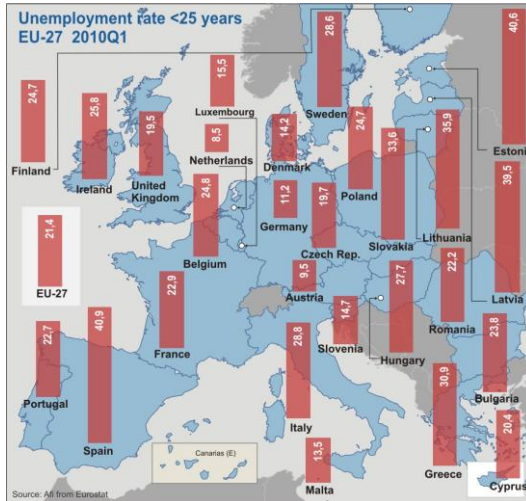 Unemployment rate <25 years
EU-27 2010Q1
40,6
28,6
15,5
24,7
25,8
Luxembourg
19,5
Sweden
8,5
14,2
24,7
33,6
35,9
Estoni
Finland
Netherlands
Denmark
Ireland
United
Kingdom
24,8
11,2
19,7
Poland
39,5
21,4
Germany
Czech Rep.
Slovakia
Lithuania
Belgium
22,9
9,5
27,7
22,2
EU-27
Austria
Latvia
22,7
40,9
14,7
Romania
23,8
France
28,8
Slovenia
Hungary
30,9
Portugal
Bulgaria
20,4
Italy
Spain
13,5
Canarias (E)
Greece
Cyprus
Malta
Source: Afi from Eurostat